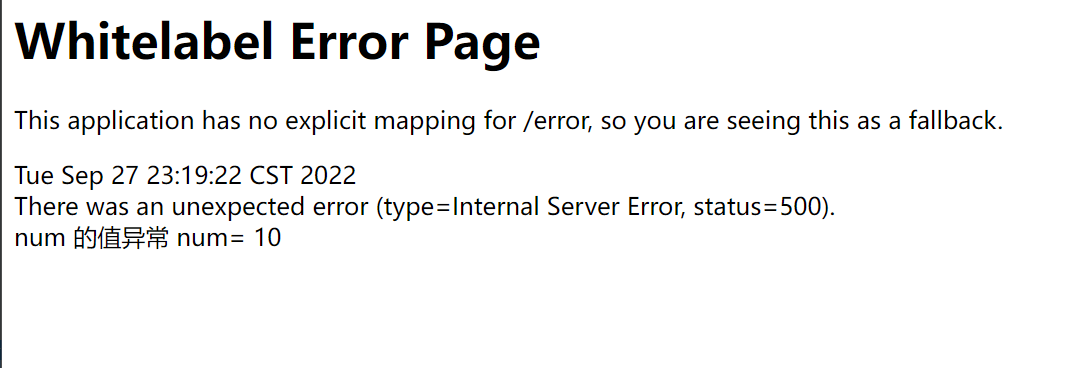 Whitelabel Error Page
This application has no explicit mapping for /error, so you are seeing this as a fallback.
Tue Sep 27 23:19:22 CST 2022
There was an unexpected error (type=Internal Server Error, status=500).
num 的值异常 num= 10